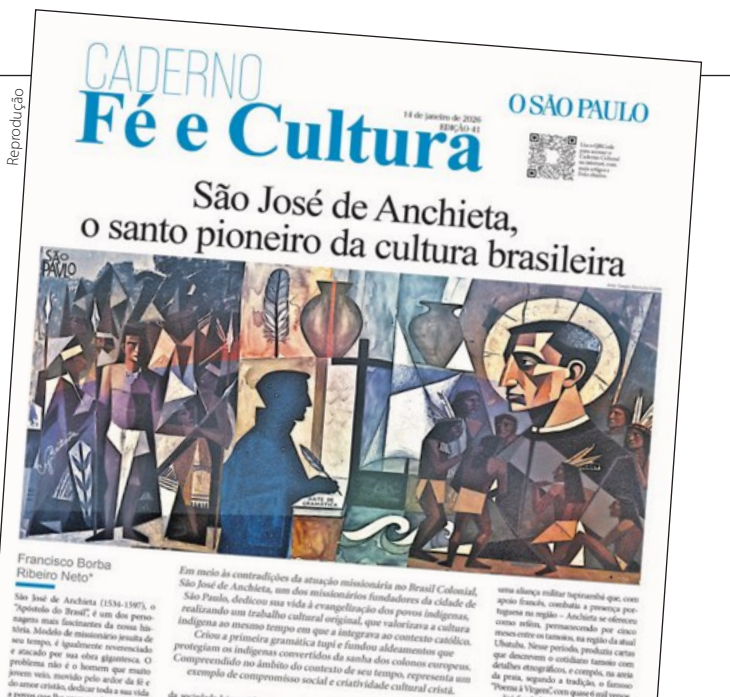 Reprodução
CADERNO
Fé e Cultura
14 de janeiro de 2026
EDIÇÃO 41
O SÃO PAULO
São José de Anchieta,
o santo pioneiro da cultura brasileira
SÃO
PAVLO
ARTE DE
GRAMÁTICA
Francisco Borba
Ribeiro Neto*
São José de Anchieta (1534-1597), o
"Apóstolo do Brasil", é um dos perso-
nagens mais fascinantes da nossa his-
tória. Modelo de missionário jesuíta de
seu tempo, é igualmente reverenciado
e atacado por sua obra gigantesca. O
problema não é o homem que muito
jovem veio, movido pelo ardor da fé e
do amor cristão, dedicar toda a sua vida
Em meio às contradições da atuação missionária no Brasil Colonial,
São José de Anchieta, um dos missionários fundadores da cidade de
São Paulo, dedicou sua vida à evangelização dos povos indígenas,
realizando um trabalho cultural original, que valorizava a cultura
indígena ao mesmo tempo em que a integrava ao contexto católico.
Criou a primeira gramática tupi e fundou aldeamentos que
protegiam os indígenas convertidos da sanha dos colonos europeus.
Compreendido no âmbito do contexto de seu tempo, representa um
exemplo de compromisso social e criatividade cultural cristã.
uma aliança militar tupinambá que, com
apoio francês, combatia a presença por-
tuguesa na região – Anchieta se ofereceu
como refém, permanecendo por cinco
meses entre os tamoios, na região da atual
Ubatuba. Nesse período, produziu cartas
que descrevem o cotidiano tamoio com
detalhes etnográficos, e compôs, na areia
da praia, segundo a tradição, o famoso